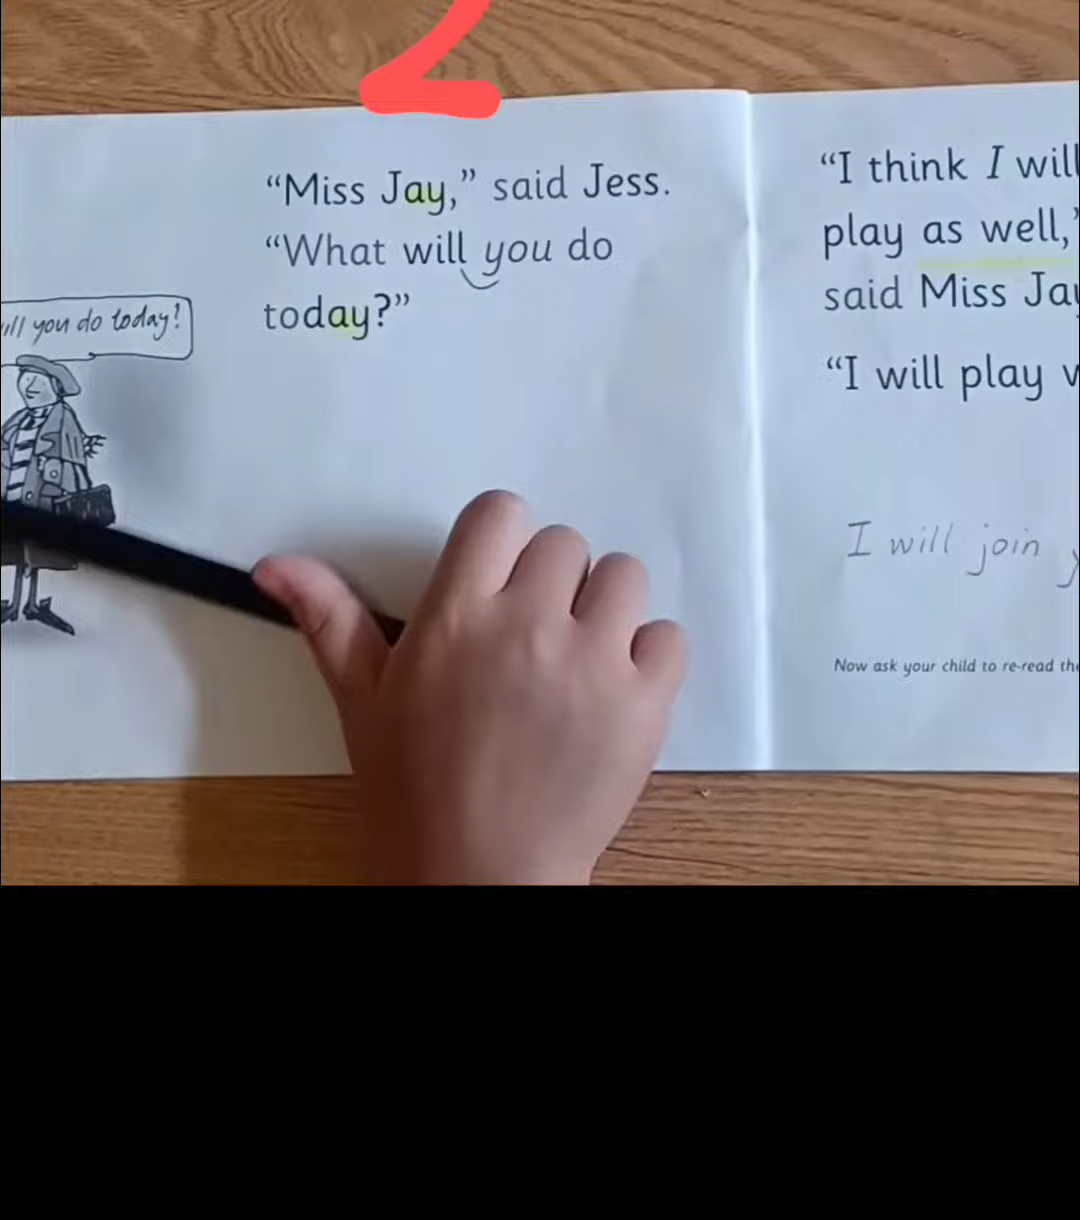 2
“Miss Jay,” said Jess.
“What will you do
today?”
you do today?
“I think I will
play as well,”
said Miss Jay
“I will play
I will join
Now ask your child to re-read the